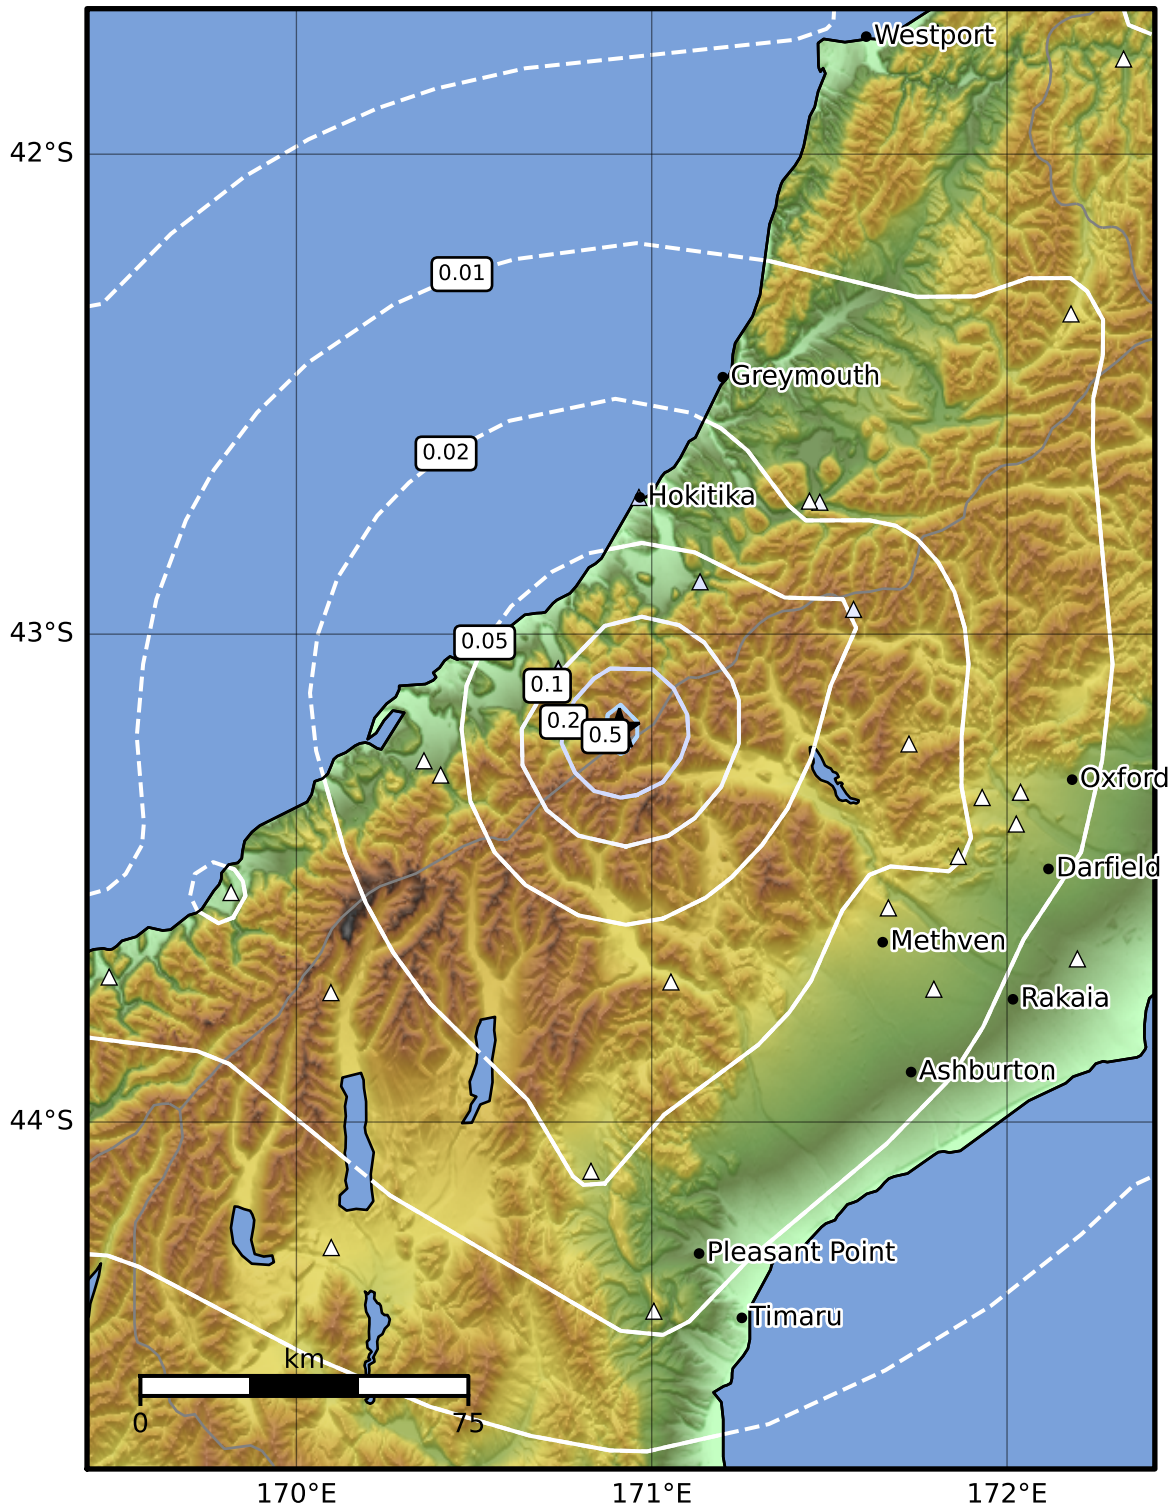 Westport
42°S
0.01
Greymouth
0.02
Hokitika
43°S
0.05
0.1
0.2
0.5
Oxford
Darfield
Methven
Rakaia
Ashburton
44°S
Pleasant Point
Timaru
km
0 75
170°E 171°E 172°E